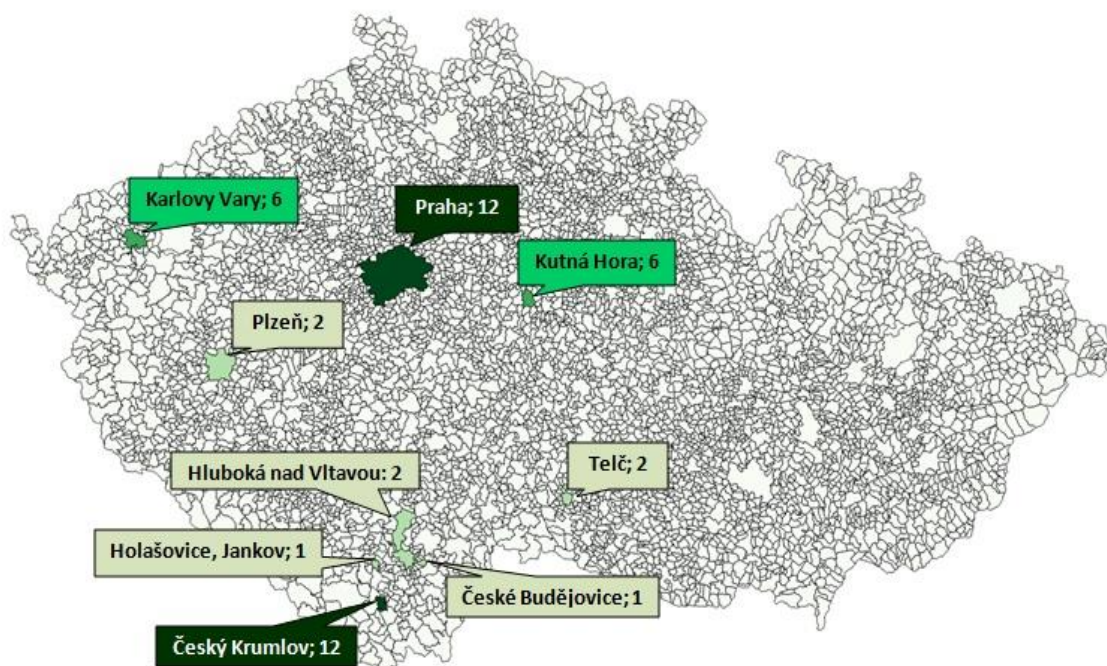 Karlovy Vary; 6
Praha; 12
Kutná Hora; 6
Plzeň; 2
Hluboká nad Vltavou: 2
Telč; 2
Holašovice, Jankov; 1
České Budějovice; 1
Český Krumlov; 12